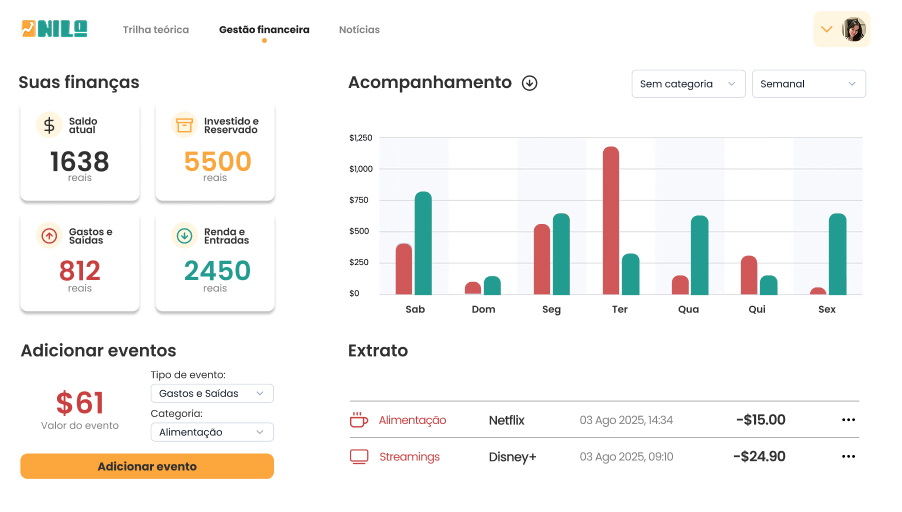 NILO
Trilha teórica
Gestão financeira
Notícias
Suas finanças
Saldo
atual
1638
reais
Investido e
Reservado
5500
reais
Gastos e
Saídas
812
reais
Renda e
Entradas
2450
reais
Acompanhamento
Sem categoria
Semanal
$1,250
$1,000
$750
$500
$250
$0
Sab
Dom
Seg
Ter
Qua
Qui
Sex
Adicionar eventos
$61
Valor do evento
Tipo de evento:
Gastos e Saídas
Categoria:
Alimentação
Adicionar evento
Extrato
Alimentação Netflix 03 Ago 2025, 14:34 -$15.00
Streamings Disney+ 03 Ago 2025, 09:10 -$24.90